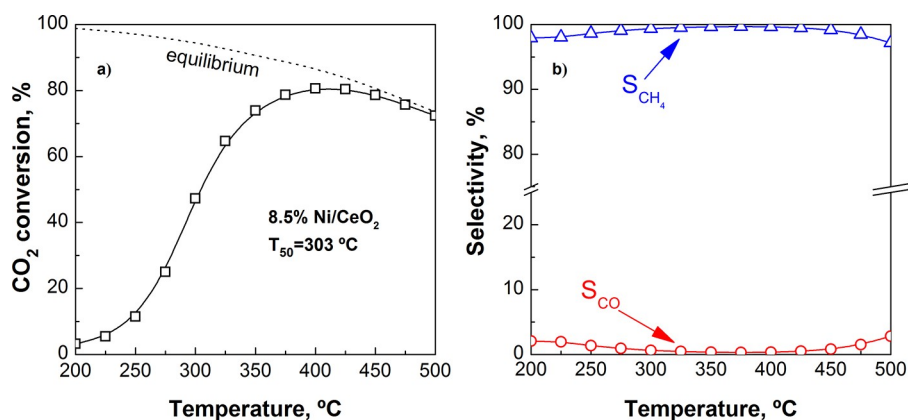 100
80
60
40
20
0
CO₂ conversion, %
a)
equilibrium
8.5% Ni/CeO₂
T₅₀=303 ºC
200 250 300 350 400 450 500
Temperature, ºC
100
90
80
20
10
0
Selectivity, %
b)
S_CH₄
S_CO
200 250 300 350 400 450 500
Temperature, ºC